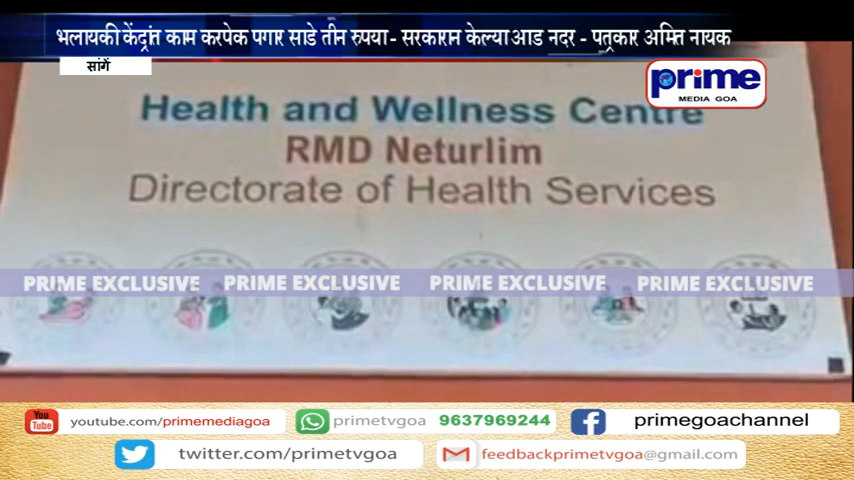 भलायकी केंद्रांत काम करपेक पगार साडे तीन रुपया - सरकारान केल्या आड नदर - पत्रकार अमित नायक
सांगें
prime
MEDIA GOA
Health and Wellness Centre
RMD Neturlim
Directorate of Health Services
PRIME EXCLUSIVE PRIME EXCLUSIVE PRIME EXCLUSIVE PRIME EXCLUSIVE
You Tube youtube.com/primemediagoa primetvgoa 9637969244 primegoachannel
twitter.com/primetvgoa feedbackprimetvgoa@gmail.com